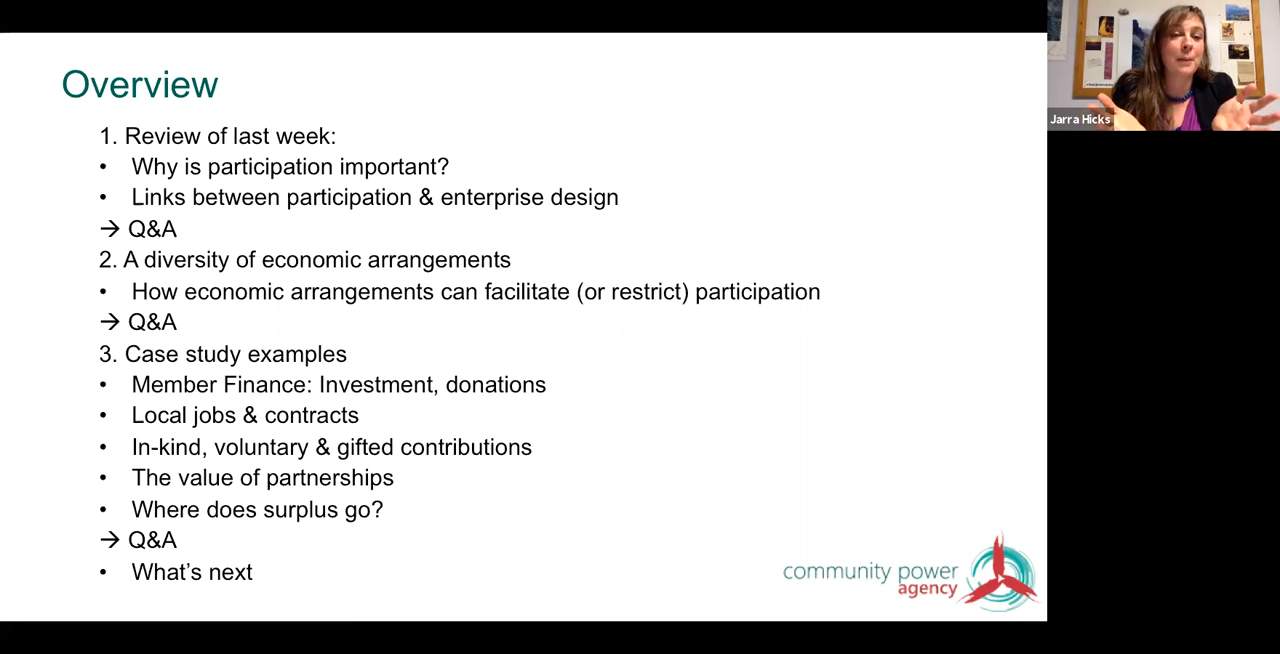 Overview
1. Review of last week:
• Why is participation important?
• Links between participation & enterprise design
→ Q&A
2. A diversity of economic arrangements
• How economic arrangements can facilitate (or restrict) participation
→ Q&A
3. Case study examples
• Member Finance: Investment, donations
• Local jobs & contracts
• In-kind, voluntary & gifted contributions
• The value of partnerships
• Where does surplus go?
→ Q&A
• What’s next
community power
agency
Jarra Hicks